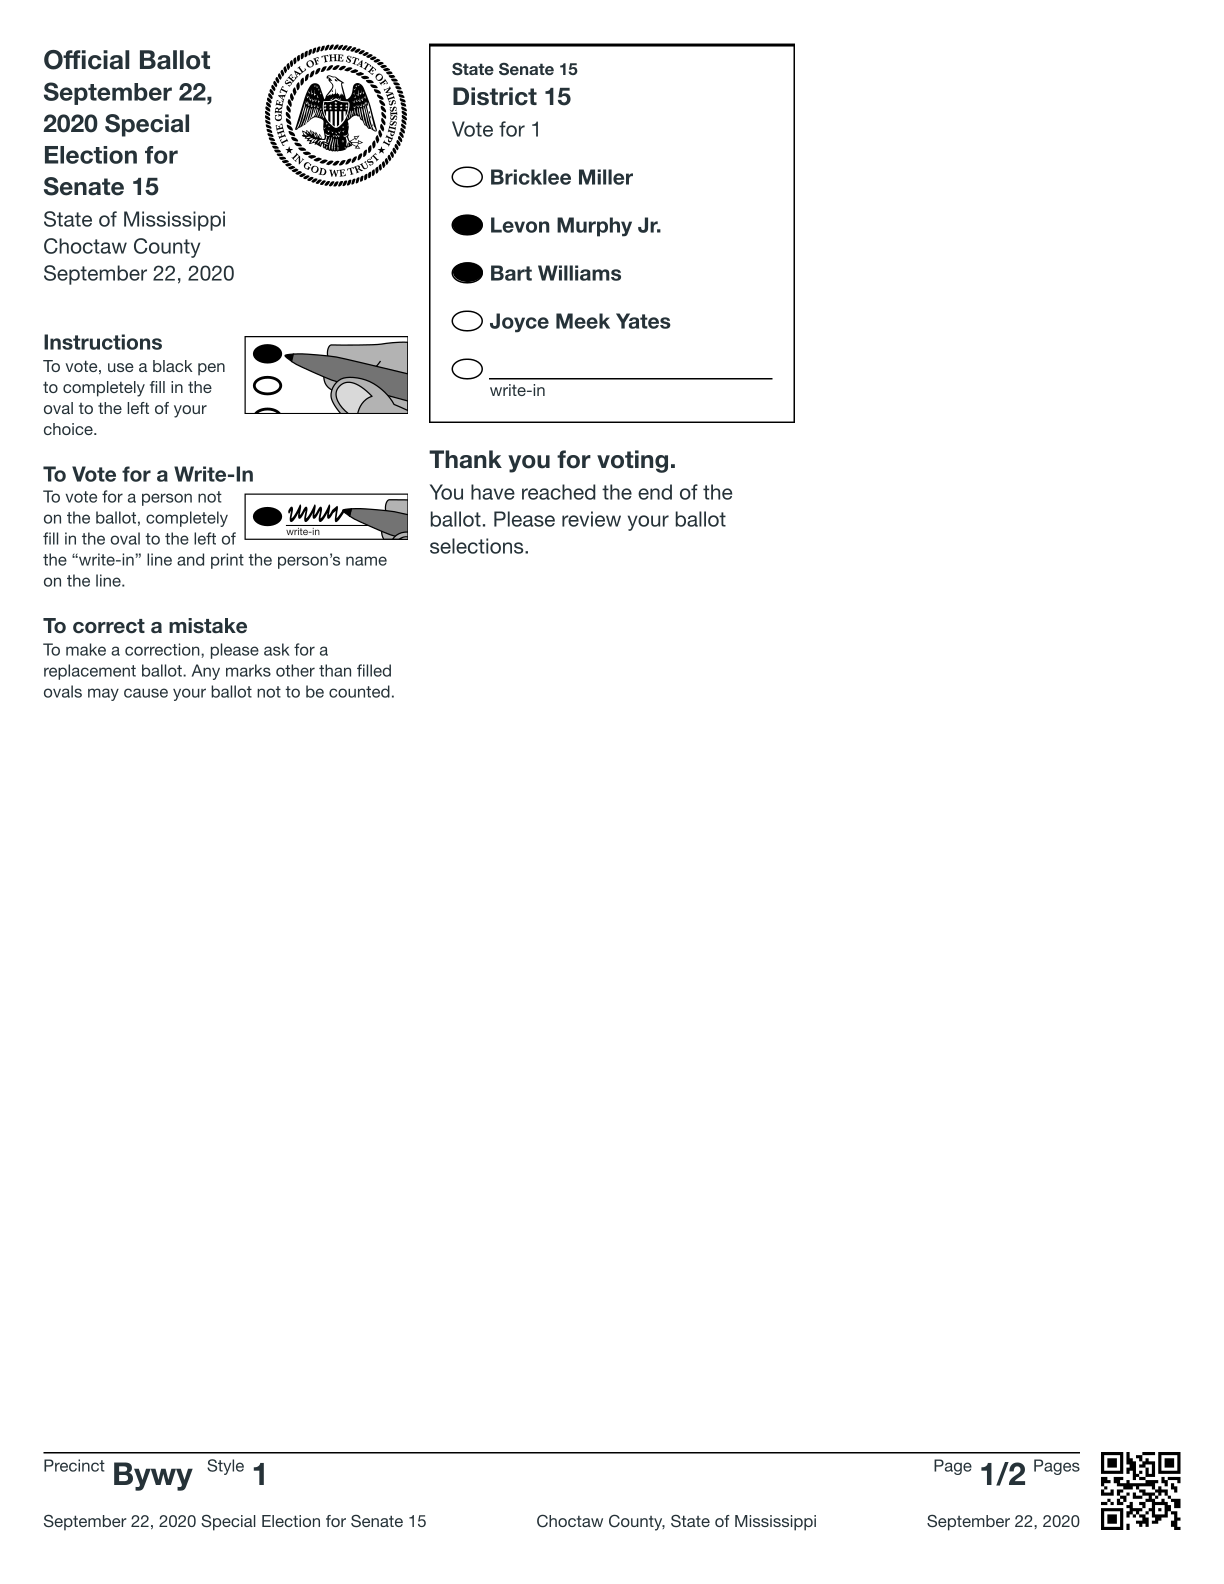 Official Ballot
September 22,
2020 Special
Election for
Senate 15
State of Mississippi
Choctaw County
September 22, 2020
THE GREAT SEAL OF THE STATE OF MISSISSIPPI
★ IN GOD WE TRUST ★
Instructions
To vote, use a black pen
to completely fill in the
oval to the left of your
choice.
To Vote for a Write-In
To vote for a person not
on the ballot, completely
fill in the oval to the left of
the “write-in” line and print the person’s name
on the line.
write-in
To correct a mistake
To make a correction, please ask for a
replacement ballot. Any marks other than filled
ovals may cause your ballot not to be counted.
State Senate 15
District 15
Vote for 1
Bricklee Miller
Levon Murphy Jr.
Bart Williams
Joyce Meek Yates
write-in
Thank you for voting.
You have reached the end of the
ballot. Please review your ballot
selections.
Precinct Bywy Style 1 Page 1/2 Pages
September 22, 2020 Special Election for Senate 15 Choctaw County, State of Mississippi September 22, 2020